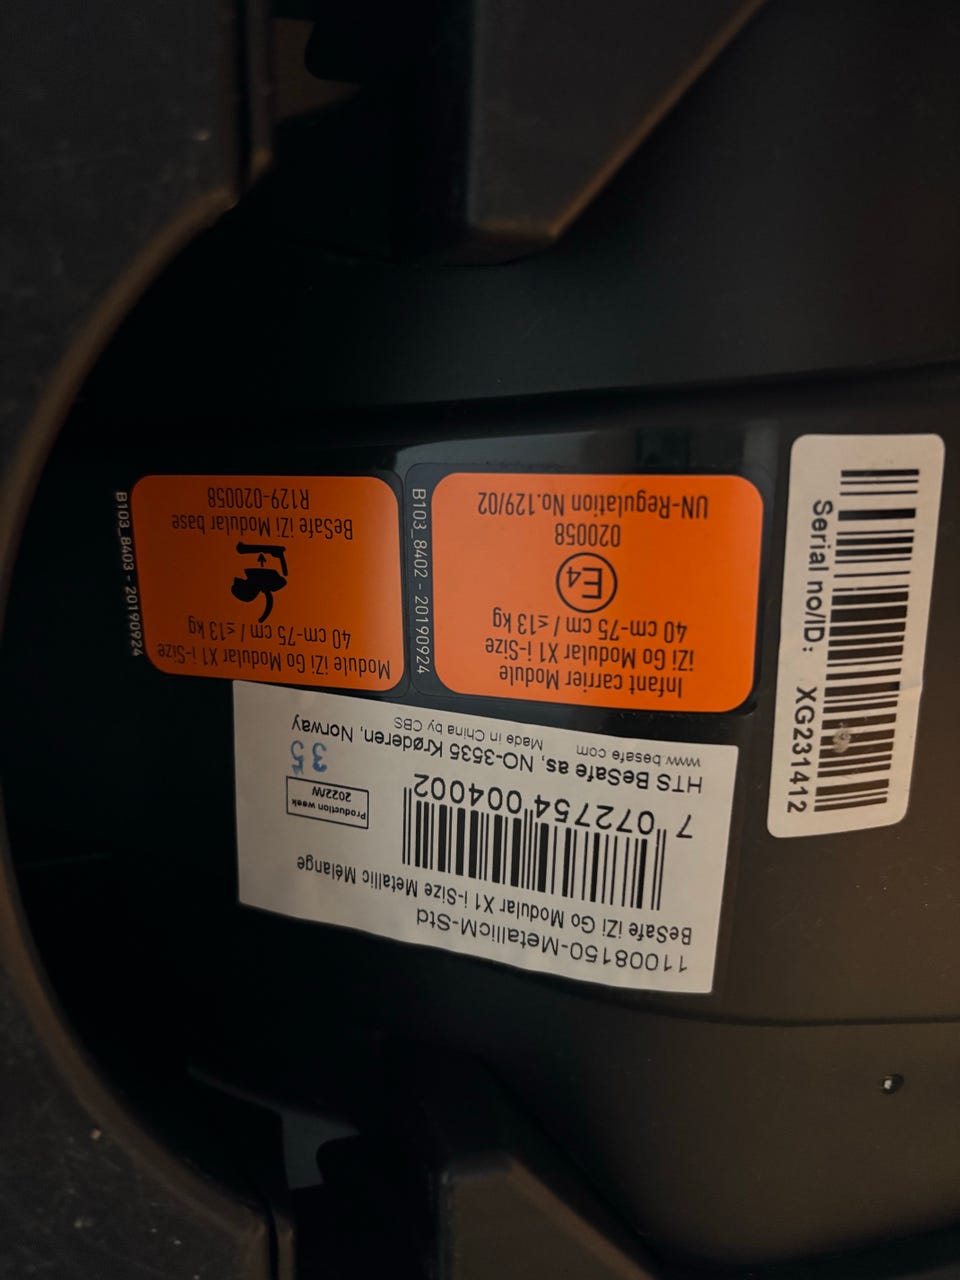 11008150-MetallicM-Std
BeSafe iZi Go Modular X1 i-Size Metallic Mélange
7 072754 004002
Production week
2022/W
35
HTS BeSafe as, NO-3535 Krøderen, Norway
www.besafe.com
Made in China by CBS
Infant carrier Module
iZi Go Modular X1 i-Size
40 cm-75 cm / ≤13 kg
E4
020058
UN-Regulation No.129/02
B103_8402 - 20190924
Module iZi Go Modular X1 i-Size
40 cm-75 cm / ≤13 kg
BeSafe iZi Modular base
R129-020058
B103_8403 - 20190924
Serial no/ID: XG231412